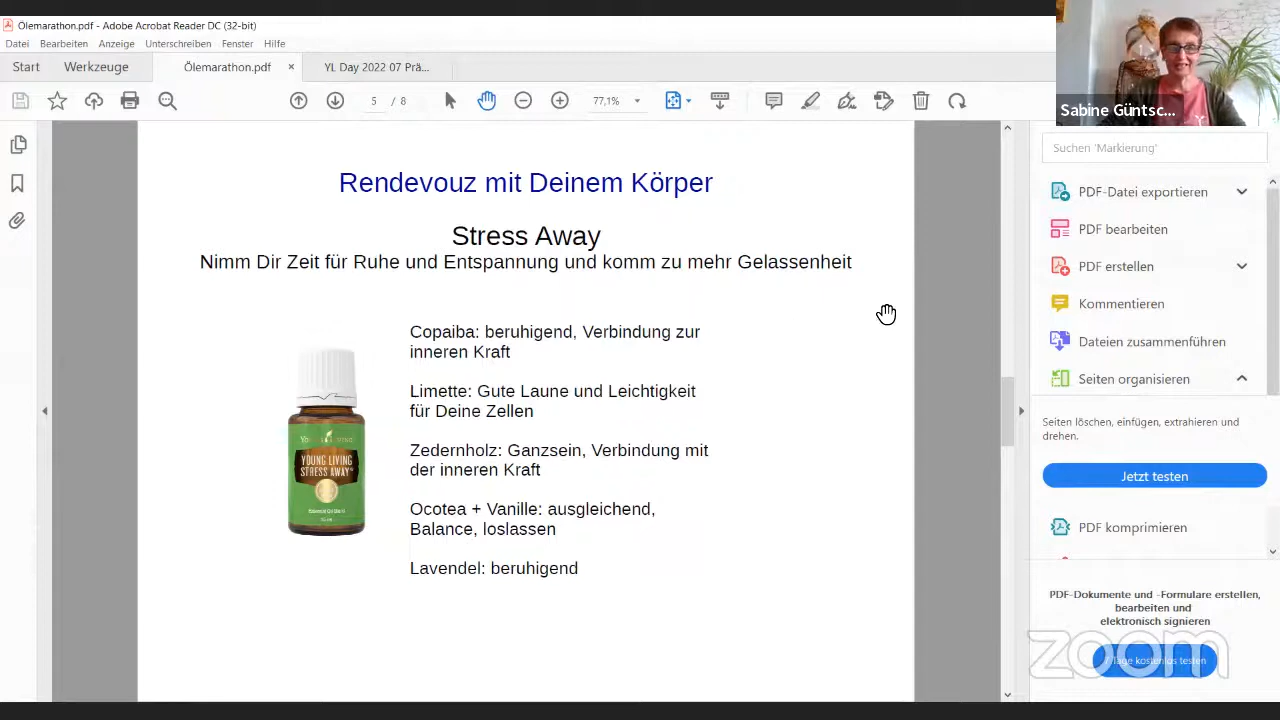 Ölemarathon.pdf - Adobe Acrobat Reader DC (32-bit)
Datei Bearbeiten Anzeige Unterschreiben Fenster Hilfe
Start Werkzeuge Ölemarathon.pdf × YL Day 2022 07 Prä...
5 / 8 77,1%
Sabine Güntsc...
Suchen 'Markierung'
Rendevouz mit Deinem Körper
Stress Away
Nimm Dir Zeit für Ruhe und Entspannung und komm zu mehr Gelassenheit
Copaiba: beruhigend, Verbindung zur
inneren Kraft
Limette: Gute Laune und Leichtigkeit
für Deine Zellen
Zedernholz: Ganzsein, Verbindung mit
der inneren Kraft
Ocotea + Vanille: ausgleichend,
Balance, loslassen
Lavendel: beruhigend
YOUNG LIVING
STRESS AWAY
PDF-Datei exportieren
PDF bearbeiten
PDF erstellen
Kommentieren
Dateien zusammenführen
Seiten organisieren
Seiten löschen, einfügen, extrahieren und
drehen.
Jetzt testen
PDF komprimieren
PDF-Dokumente und -Formulare erstellen,
bearbeiten und
elektronisch signieren
7 Tage kostenlos testen
zoom